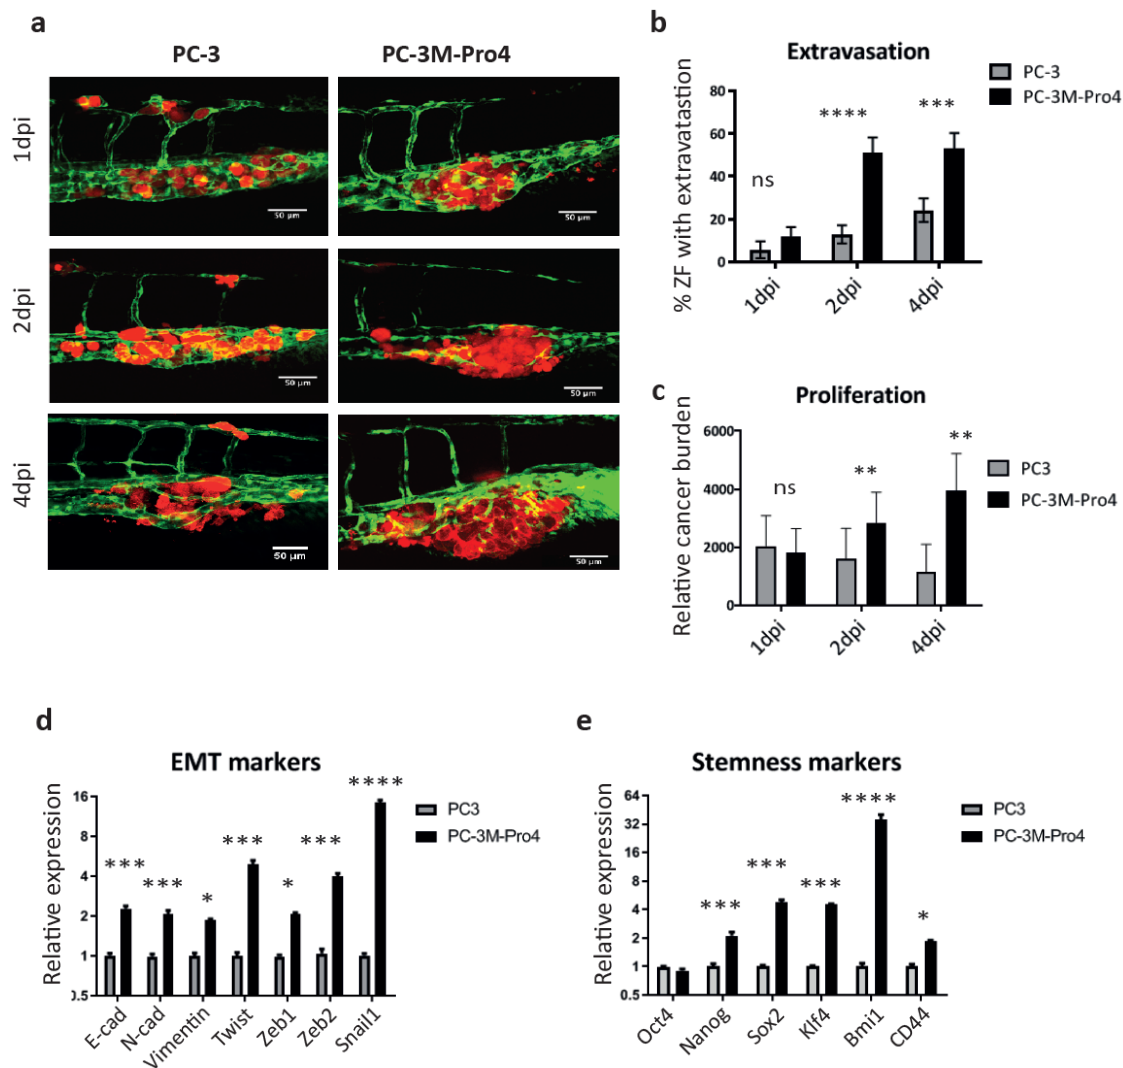 a
PC-3
PC-3M-Pro4
1dpi
50 µm
50 µm
2dpi
50 µm
50 µm
4dpi
50 µm
50 µm
b
Extravasation
PC-3
PC-3M-Pro4
% ZF with extravatastion
80
60
40
20
0
ns
****
***
1dpi
2dpi
4dpi
c
Proliferation
PC3
PC-3M-Pro4
Relative cancer burden
6000
4000
2000
0
ns
**
**
1dpi
2dpi
4dpi
d
EMT markers
PC3
PC-3M-Pro4
Relative expression
16
8
4
2
1
).5
***
***
*
***
*
***
****
E-cad
N-cad
Vimentin
Twist
Zeb1
Zeb2
Snail1
e
Stemness markers
PC3
PC-3M-Pro4
Relative expression
64
32
16
8
4
2
1
0.5
***
***
***
****
*
Oct4
Nanog
Sox2
Klf4
Bmi1
CD44